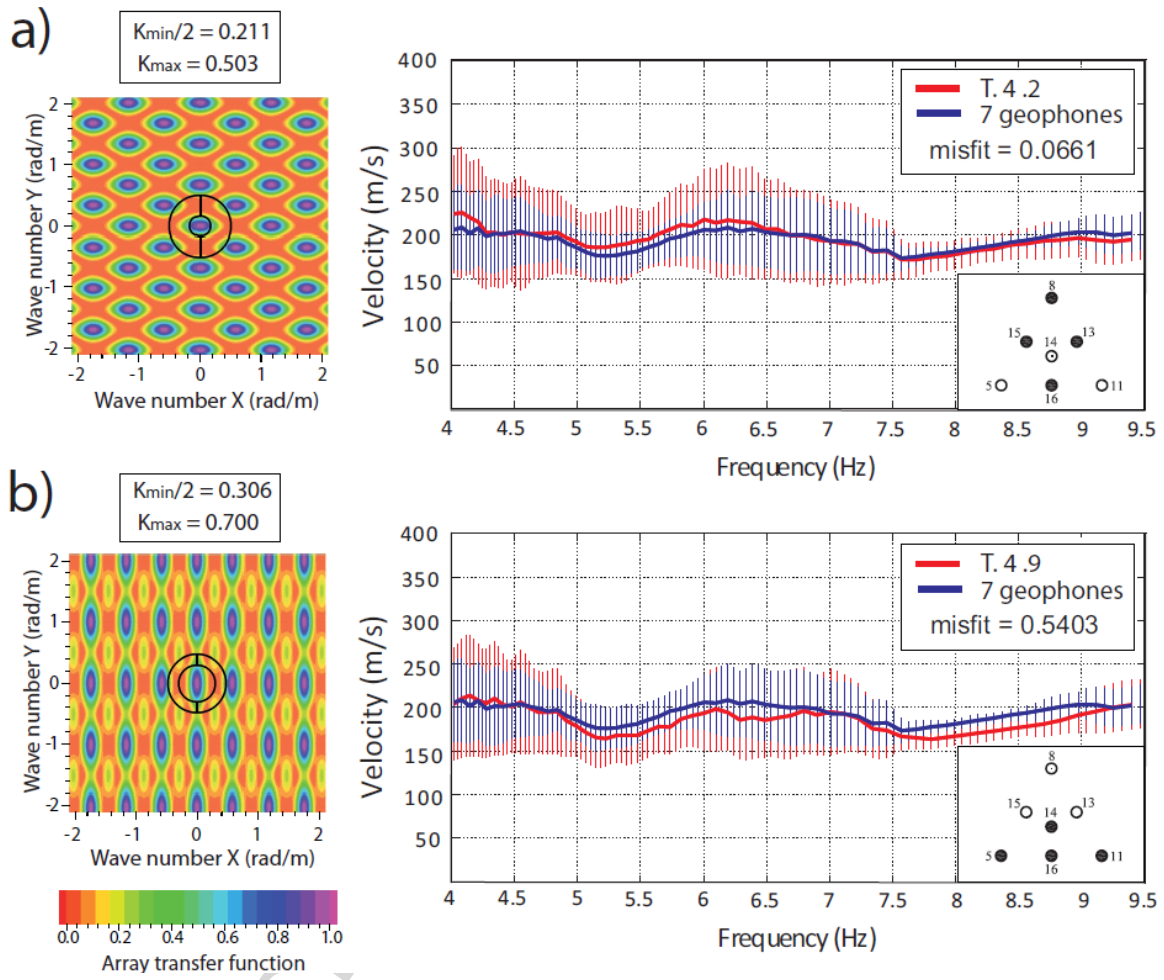 a)
Kmin/2 = 0.211
Kmax = 0.503
2
1
0
-1
-2
Wave number Y (rad/m)
-2 -1 0 1 2
Wave number X (rad/m)
400
350
300
250
200
150
100
50
Velocity (m/s)
T. 4 .2
7 geophones
misfit = 0.0661
8
15 14 13
5 11
16
4 4.5 5 5.5 6 6.5 7 7.5 8 8.5 9 9.5
Frequency (Hz)
b)
Kmin/2 = 0.306
Kmax = 0.700
2
1
0
-1
-2
Wave number Y (rad/m)
-2 -1 0 1 2
Wave number X (rad/m)
0.0 0.2 0.4 0.6 0.8 1.0
Array transfer function
400
350
300
250
200
150
100
50
Velocity (m/s)
T. 4 .9
7 geophones
misfit = 0.5403
8
15 14 13
5 11
16
4 4.5 5 5.5 6 6.5 7 7.5 8 8.5 9 9.5
Frequency (Hz)